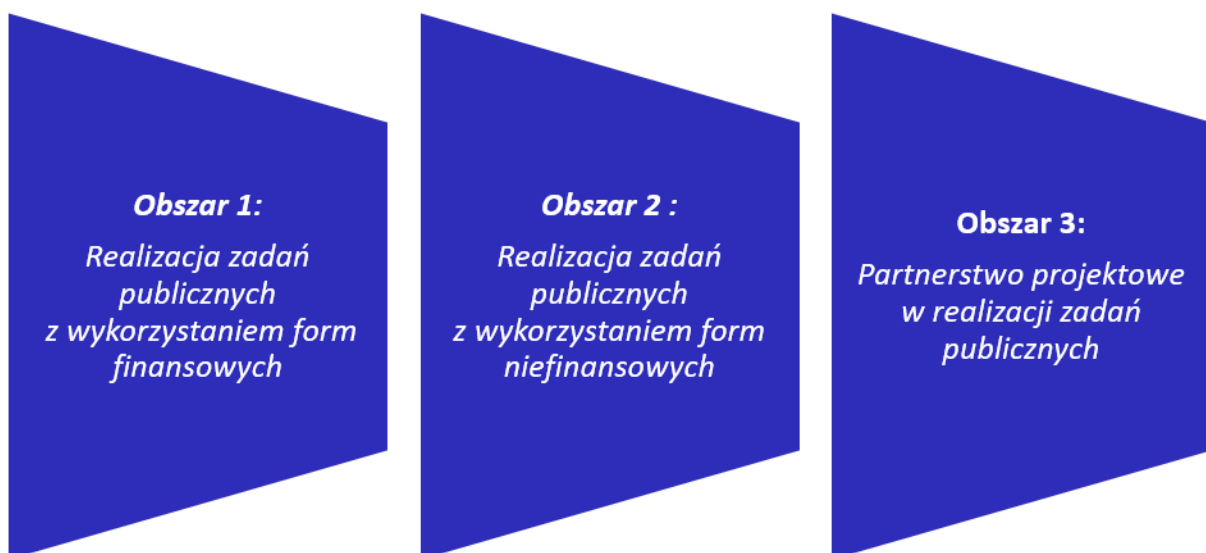 Obszar 1:
Realizacja zadań
publicznych
z wykorzystaniem form
finansowych
Obszar 2 :
Realizacja zadań
publicznych
z wykorzystaniem form
niefinansowych
Obszar 3:
Partnerstwo projektowe
w realizacji zadań
publicznych